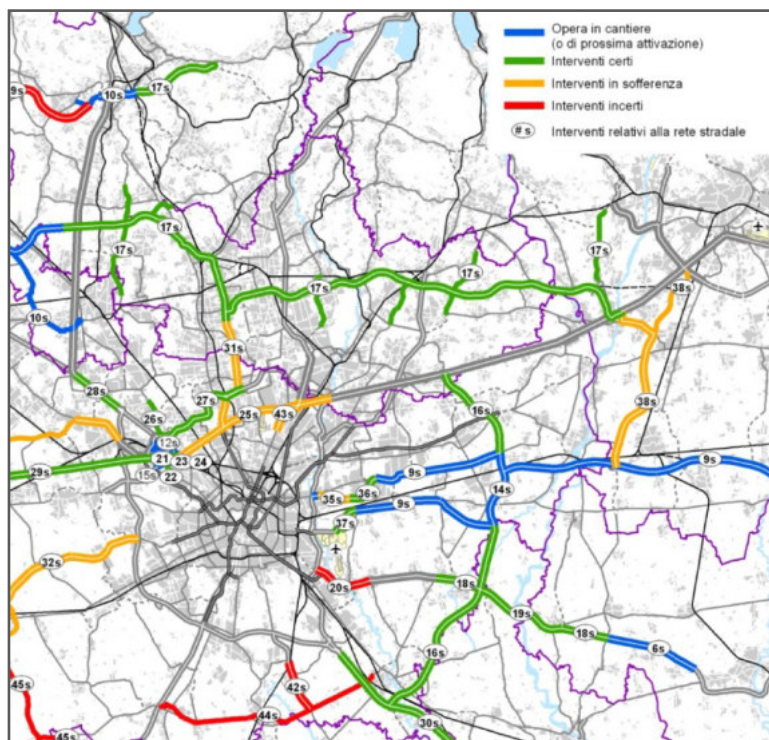 Opera in cantiere
(o di prossima attivazione)
Interventi certi
Interventi in sofferenza
Interventi incerti
# s Interventi relativi alla rete stradale
9s
10s
17s
17s
17s
17s
10s
17s
17s
38s
31s
38s
28s
27s
26s
25s
43s
16s
12s
21
23
24
29s
15s
22
9s
9s
35s
36s
14s
9s
37s
32s
20s
18s
19s
18s
16s
6s
42s
45s
44s
30s
45s